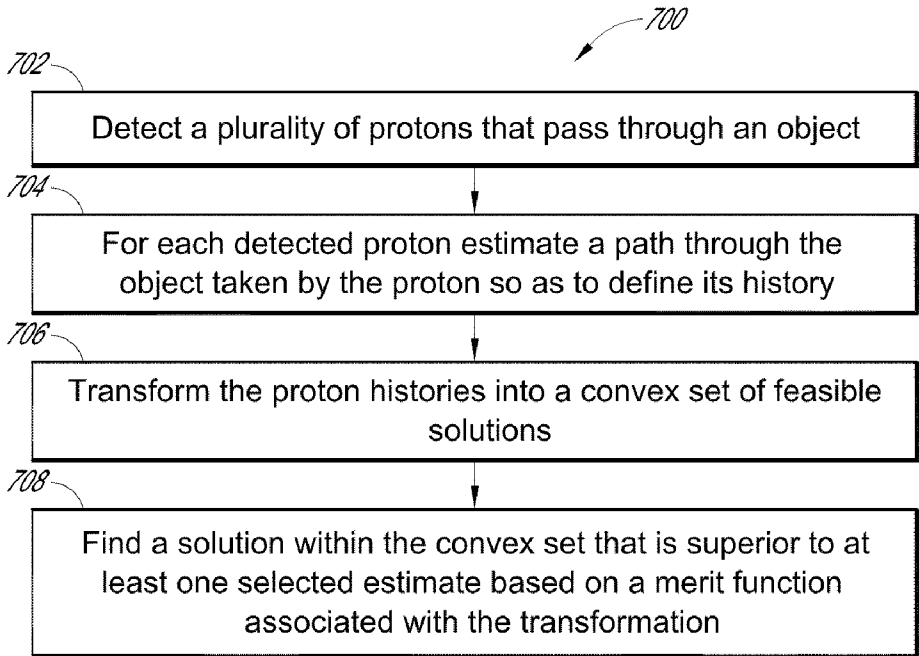 700
702
Detect a plurality of protons that pass through an object
704
For each detected proton estimate a path through the
object taken by the proton so as to define its history
706
Transform the proton histories into a convex set of feasible
solutions
708
Find a solution within the convex set that is superior to at
least one selected estimate based on a merit function
associated with the transformation